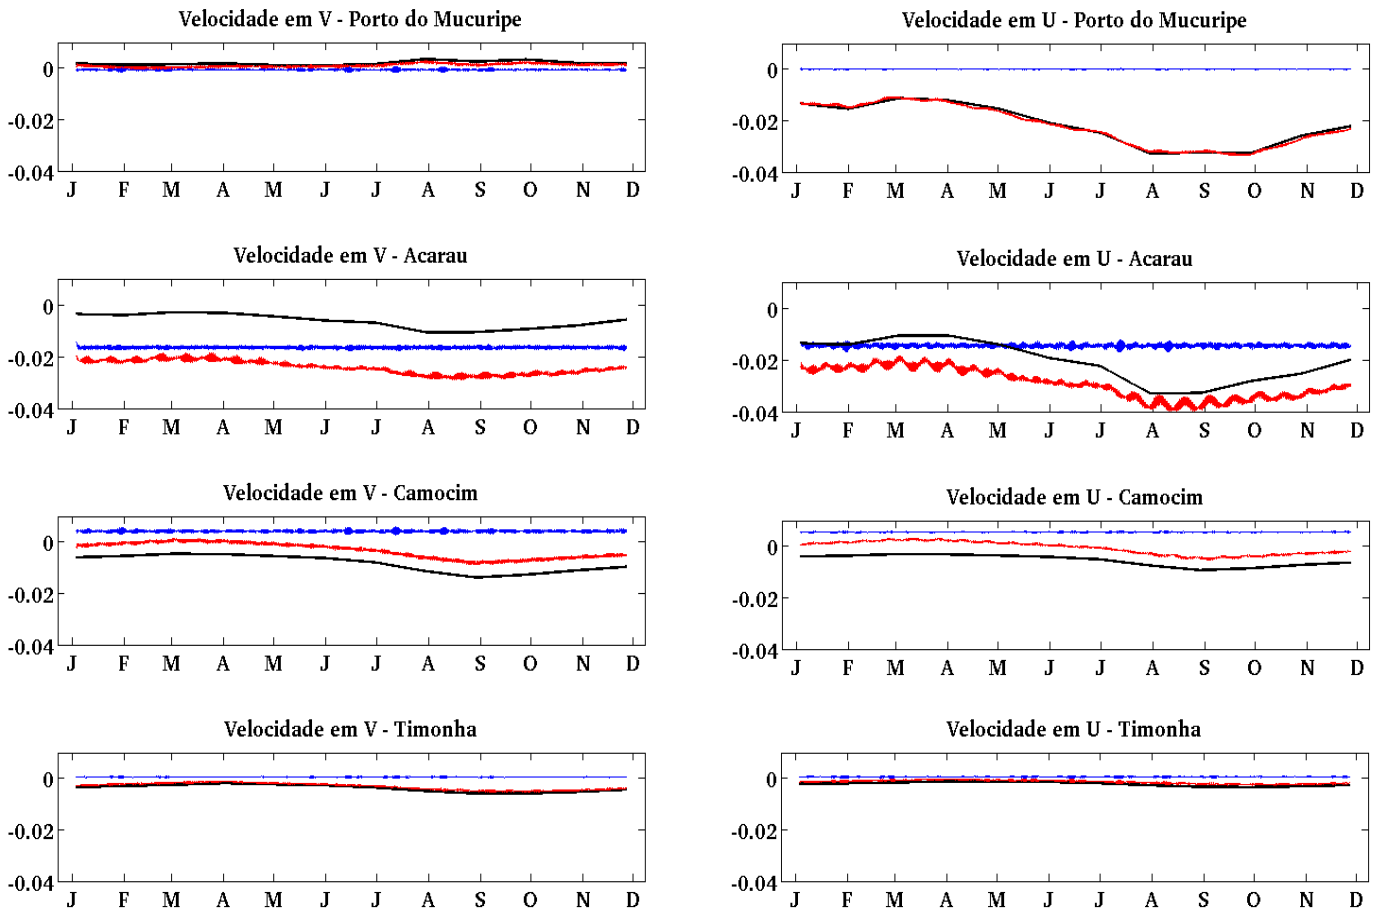 Velocidade em V - Porto do Mucuripe
0
-0.02
-0.04
J F M A M J J A S O N D
Velocidade em U - Porto do Mucuripe
0
-0.02
-0.04
J F M A M J J A S O N D
Velocidade em V - Acarau
0
-0.02
-0.04
J F M A M J J A S O N D
Velocidade em U - Acarau
0
-0.02
-0.04
J F M A M J J A S O N D
Velocidade em V - Camocim
0
-0.02
-0.04
J F M A M J J A S O N D
Velocidade em U - Camocim
0
-0.02
-0.04
J F M A M J J A S O N D
Velocidade em V - Timonha
0
-0.02
-0.04
J F M A M J J A S O N D
Velocidade em U - Timonha
0
-0.02
-0.04
J F M A M J J A S O N D